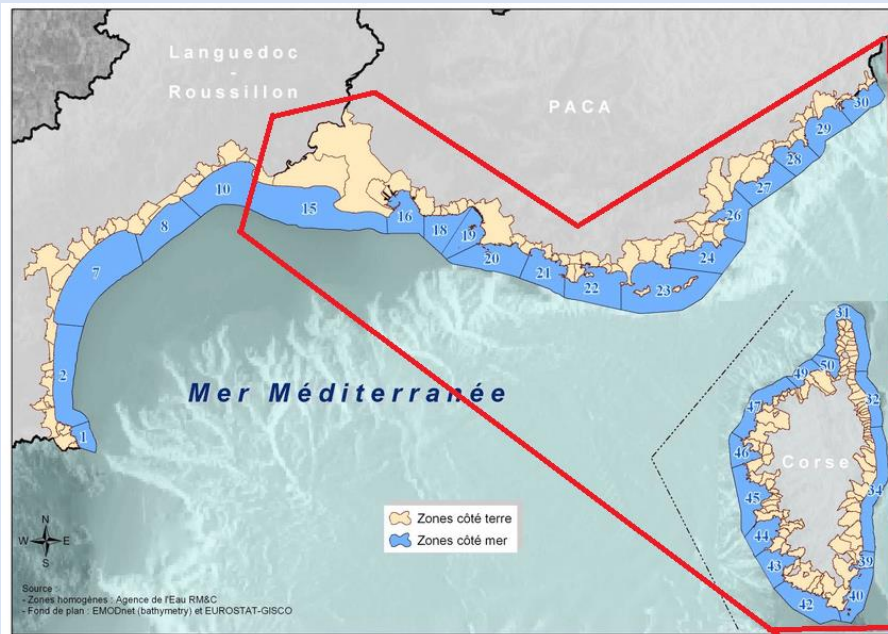 Languedoc
-
Roussillon
PACA
30
29
28
27
26
10
15
16
18
19
8
20
21
22
23
24
7
2
1
Mer Méditerranée
31
50
49
32
47
46
Corse
34
45
44
43
39
42
40
Zones côté terre
Zones côté mer
N
W E
S
Source :
- Zones homogènes : Agence de l'Eau RM&C
- Fond de plan : EMODnet (bathymetry) et EUROSTAT-GISCO